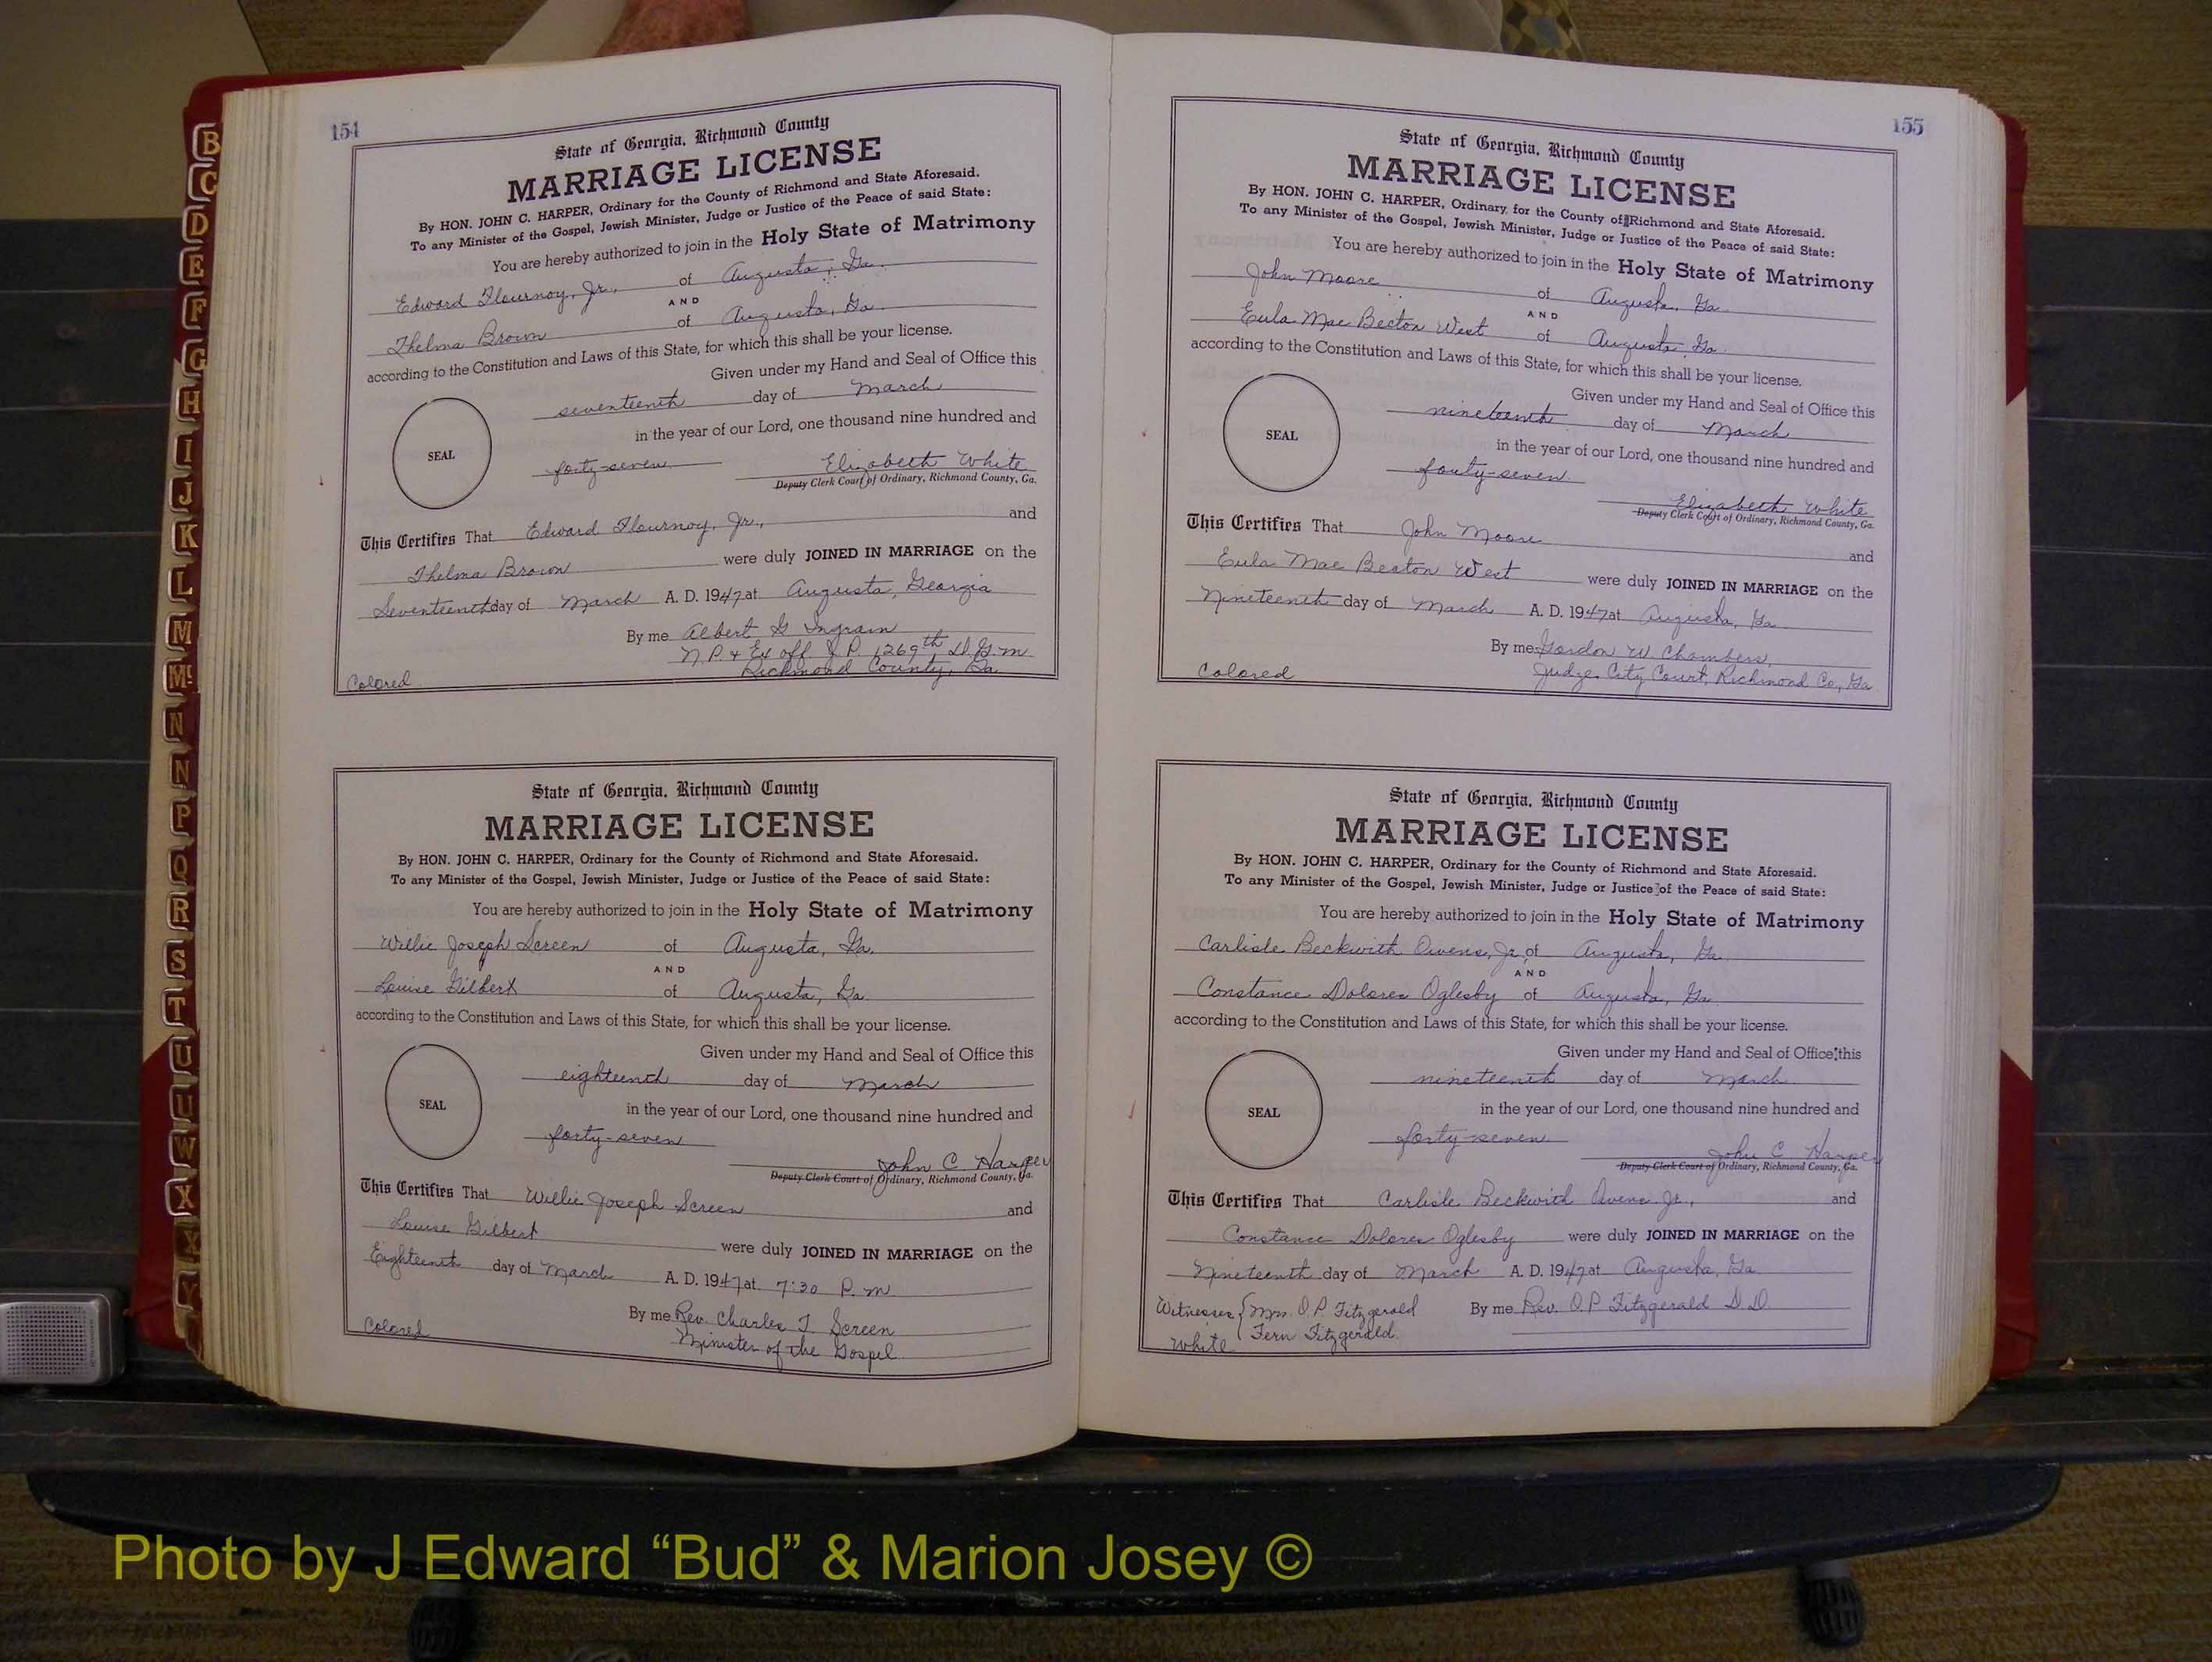 B
C
D
E
F
G
H
I
J
K
L
M
Mc
N
N
P
Q
R
S
T
U
U
W
X
X
Y
154
State of Georgia, Richmond County
MARRIAGE LICENSE
By HON. JOHN C. HARPER, Ordinary for the County of Richmond and State Aforesaid.
To any Minister of the Gospel, Jewish Minister, Judge or Justice of the Peace of said State:
You are hereby authorized to join in the Holy State of Matrimony
Edward Flournoy, Jr., of Augusta, Ga.
AND
Thelma Brown of Augusta, Ga.
according to the Constitution and Laws of this State, for which this shall be your license.
Given under my Hand and Seal of Office this
seventeenth day of March
in the year of our Lord, one thousand nine hundred and
SEAL
forty-seven Elizabeth White
Deputy Clerk Court of Ordinary, Richmond County, Ga.
This Certifies That Edward Flournoy, Jr., and
Thelma Brown were duly JOINED IN MARRIAGE on the
Seventeenth day of March A. D. 1947 at Augusta, Georgia
By me Albert G Ingram
N.P. & Ex off J.P. 1269th D.G.M.
Richmond County, Ga.
Colored
State of Georgia, Richmond County
MARRIAGE LICENSE
By HON. JOHN C. HARPER, Ordinary for the County of Richmond and State Aforesaid.
To any Minister of the Gospel, Jewish Minister, Judge or Justice of the Peace of said State:
You are hereby authorized to join in the Holy State of Matrimony
Willie Joseph Screen of Augusta, Ga.
AND
Louise Gilbert of Augusta, Ga.
according to the Constitution and Laws of this State, for which this shall be your license.
Given under my Hand and Seal of Office this
eighteenth day of March
SEAL
in the year of our Lord, one thousand nine hundred and
forty-seven John C Harper
Deputy Clerk Court of Ordinary, Richmond County, Ga.
This Certifies That Willie Joseph Screen and
Louise Gilbert were duly JOINED IN MARRIAGE on the
Eighteenth day of March A. D. 1947 at 7:30 P. m
By me Rev. Charles T. Screen
Minister of the Gospel
Colored
155
State of Georgia, Richmond County
MARRIAGE LICENSE
By HON. JOHN C. HARPER, Ordinary for the County of Richmond and State Aforesaid.
To any Minister of the Gospel, Jewish Minister, Judge or Justice of the Peace of said State:
You are hereby authorized to join in the Holy State of Matrimony
John Moore of Augusta, Ga.
AND
Eula Mae Becton West of Augusta, Ga.
according to the Constitution and Laws of this State, for which this shall be your license.
Given under my Hand and Seal of Office this
nineteenth day of March
SEAL
in the year of our Lord, one thousand nine hundred and
forty-seven
Elizabeth White
Deputy Clerk Court of Ordinary, Richmond County, Ga.
This Certifies That John Moore and
Eula Mae Becton West were duly JOINED IN MARRIAGE on the
Nineteenth day of March A. D. 1947 at Augusta, Ga
By me Gordon W. Chambers,
Judge City Court, Richmond Co., Ga
Colored
State of Georgia, Richmond County
MARRIAGE LICENSE
By HON. JOHN C. HARPER, Ordinary for the County of Richmond and State Aforesaid.
To any Minister of the Gospel, Jewish Minister, Judge or Justice of the Peace of said State:
You are hereby authorized to join in the Holy State of Matrimony
Carlisle Beckwith Owens, Jr., of Augusta, Ga
AND
Constance Dolores Oglesby of Augusta, Ga
according to the Constitution and Laws of this State, for which this shall be your license.
Given under my Hand and Seal of Office this
nineteenth day of March
SEAL
in the year of our Lord, one thousand nine hundred and
forty-seven John C. Harper
Deputy Clerk Court of Ordinary, Richmond County, Ga.
This Certifies That Carlisle Beckwith Owens Jr., and
Constance Dolores Oglesby were duly JOINED IN MARRIAGE on the
Nineteenth day of March A. D. 1947 at Augusta, Ga
Witnesses { Mrs. O.P. Fitzgerald By me Rev. O.P Fitzgerald D.D.
Fern Fitzgerald.
White
Photo by J Edward “Bud” & Marion Josey ©